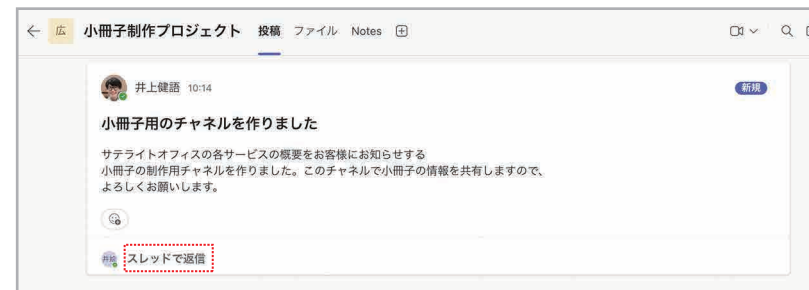 広 小冊子制作プロジェクト 投稿 ファイル Notes
井上健語 10:14 新規
小冊子用のチャネルを作りました
サテライトオフィスの各サービスの概要をお客様にお知らせする
小冊子の制作用チャネルを作りました。このチャネルで小冊子の情報を共有しますので、
よろしくお願いします。
スレッドで返信